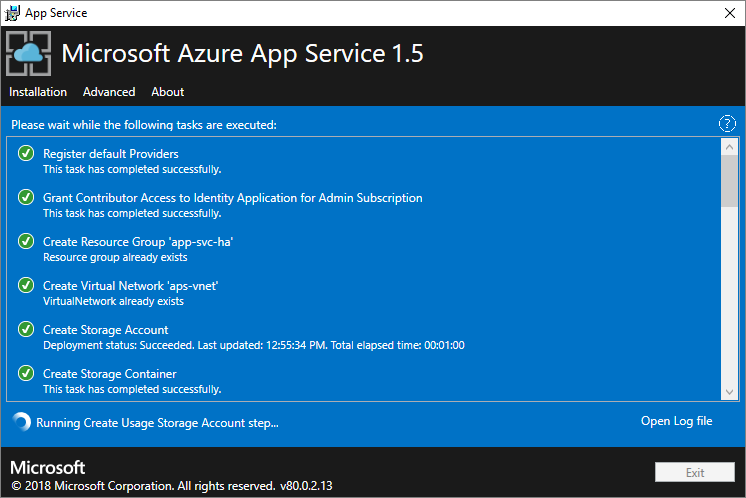 App Service
Microsoft Azure App Service 1.5
Installation Advanced About
Please wait while the following tasks are executed:
?
Register default Providers
This task has completed successfully.
Grant Contributor Access to Identity Application for Admin Subscription
This task has completed successfully.
Create Resource Group 'app-svc-ha'
Resource group already exists
Create Virtual Network 'aps-vnet'
VirtualNetwork already exists
Create Storage Account
Deployment status: Succeeded. Last updated: 12:55:34 PM. Total elapsed time: 00:01:00
Create Storage Container
This task has completed successfully.
Running Create Usage Storage Account step...
Open Log file
Microsoft
© 2018 Microsoft Corporation. All rights reserved. v80.0.2.13
Exit